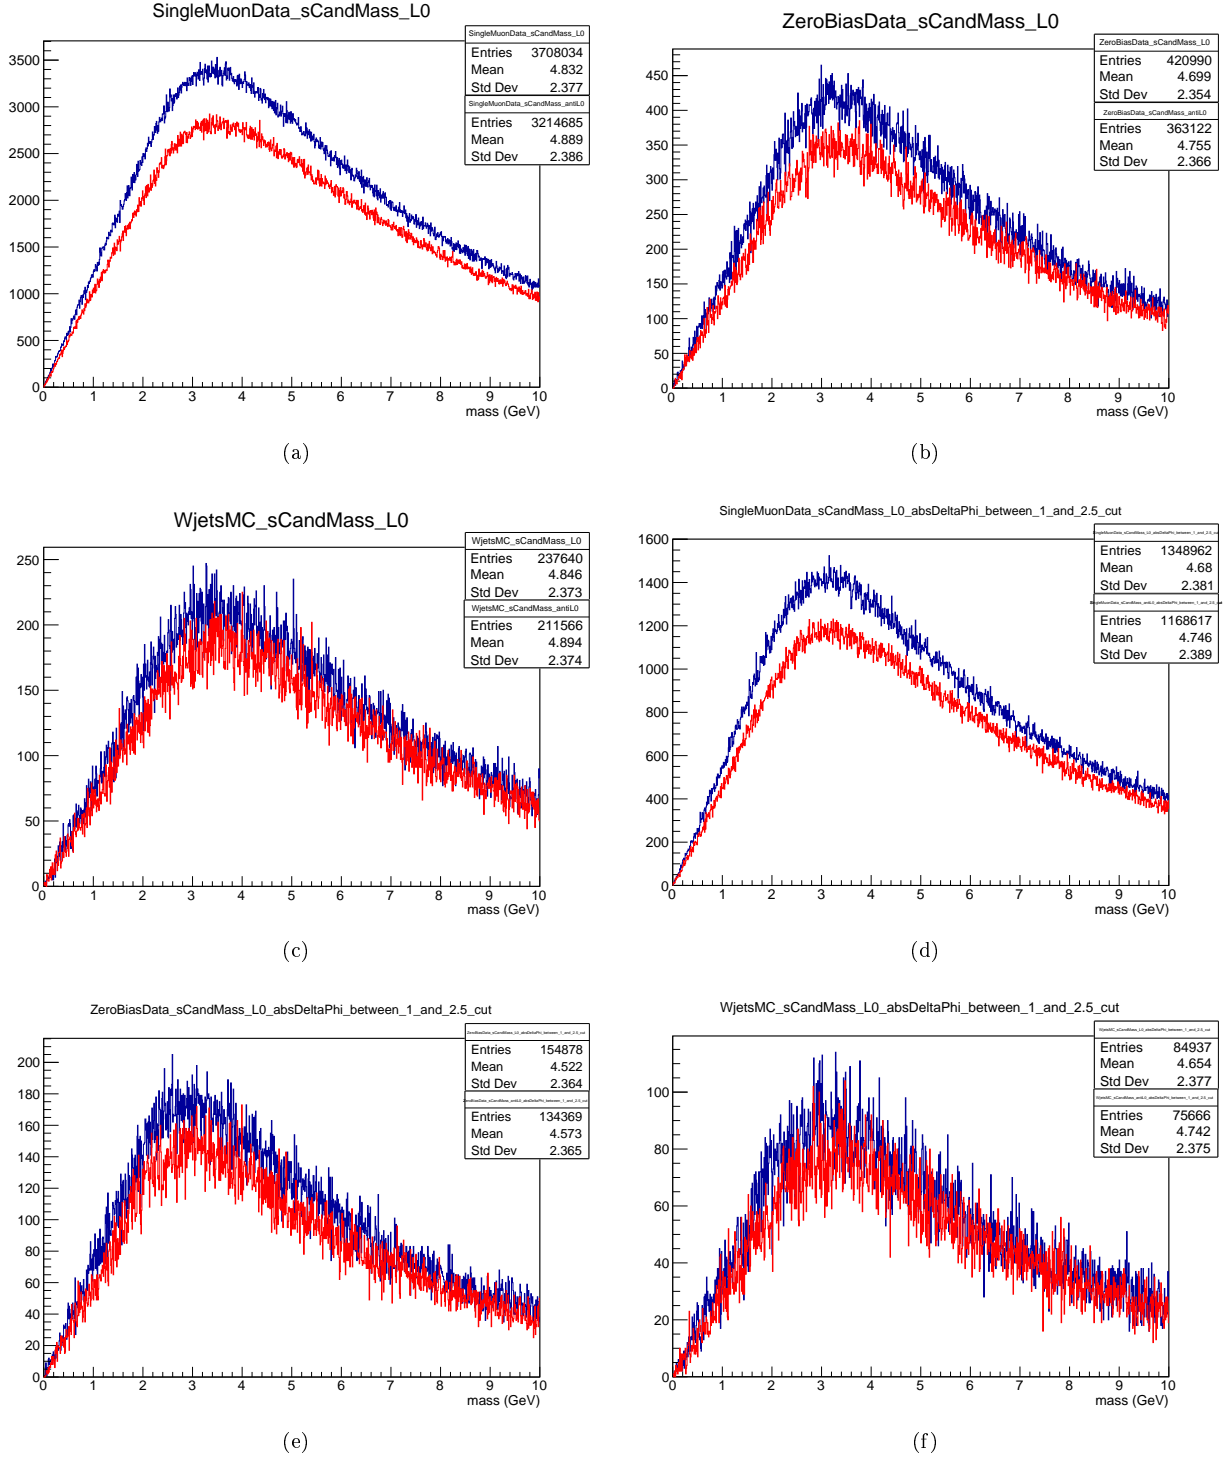 SingleMuonData_sCandMass_L0
SingleMuonData_sCandMass_L0
Entries 3708034
Mean 4.832
Std Dev 2.377
SingleMuonData_sCandMass_antiL0
Entries 3214685
Mean 4.889
Std Dev 2.386
3500
3000
2500
2000
1500
1000
500
0
0 1 2 3 4 5 6 7 8 9 10
mass (GeV)
(a)
ZeroBiasData_sCandMass_L0
ZeroBiasData_sCandMass_L0
Entries 420990
Mean 4.699
Std Dev 2.354
ZeroBiasData_sCandMass_antiL0
Entries 363122
Mean 4.755
Std Dev 2.366
450
400
350
300
250
200
150
100
50
0
0 1 2 3 4 5 6 7 8 9 10
mass (GeV)
(b)
WjetsMC_sCandMass_L0
WjetsMC_sCandMass_L0
Entries 237640
Mean 4.846
Std Dev 2.373
WjetsMC_sCandMass_antiL0
Entries 211566
Mean 4.894
Std Dev 2.374
250
200
150
100
50
0
0 1 2 3 4 5 6 7 8 9 10
mass (GeV)
(c)
SingleMuonData_sCandMass_L0_absDeltaPhi_between_1_and_2.5_cut
SingleMuonData_sCandMass_L0_absDeltaPhi_between_1_and_2.5_cut
Entries 1348962
Mean 4.68
Std Dev 2.381
SingleMuonData_sCandMass_antiL0_absDeltaPhi_between_1_and_2.5_cut
Entries 1168617
Mean 4.746
Std Dev 2.389
1600
1400
1200
1000
800
600
400
200
0
0 1 2 3 4 5 6 7 8 9 10
mass (GeV)
(d)
ZeroBiasData_sCandMass_L0_absDeltaPhi_between_1_and_2.5_cut
ZeroBiasData_sCandMass_L0_absDeltaPhi_between_1_and_2.5_cut
Entries 154878
Mean 4.522
Std Dev 2.364
ZeroBiasData_sCandMass_antiL0_absDeltaPhi_between_1_and_2.5_cut
Entries 134369
Mean 4.573
Std Dev 2.365
200
180
160
140
120
100
80
60
40
20
0
0 1 2 3 4 5 6 7 8 9 10
mass (GeV)
(e)
WjetsMC_sCandMass_L0_absDeltaPhi_between_1_and_2.5_cut
WjetsMC_sCandMass_L0_absDeltaPhi_between_1_and_2.5_cut
Entries 84937
Mean 4.654
Std Dev 2.377
WjetsMC_sCandMass_antiL0_absDeltaPhi_between_1_and_2.5_cut
Entries 75666
Mean 4.742
Std Dev 2.375
100
80
60
40
20
0
0 1 2 3 4 5 6 7 8 9 10
mass (GeV)
(f)